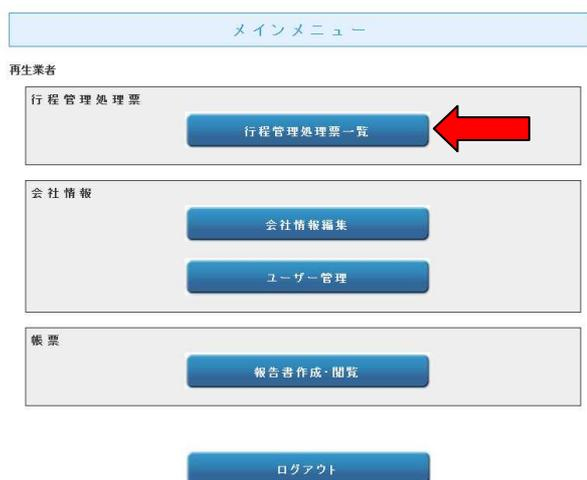 メインメニュー
再生業者
行程管理処理票
行程管理処理票一覧
会社情報
会社情報編集
ユーザー管理
帳票
報告書作成・閲覧
ログアウト